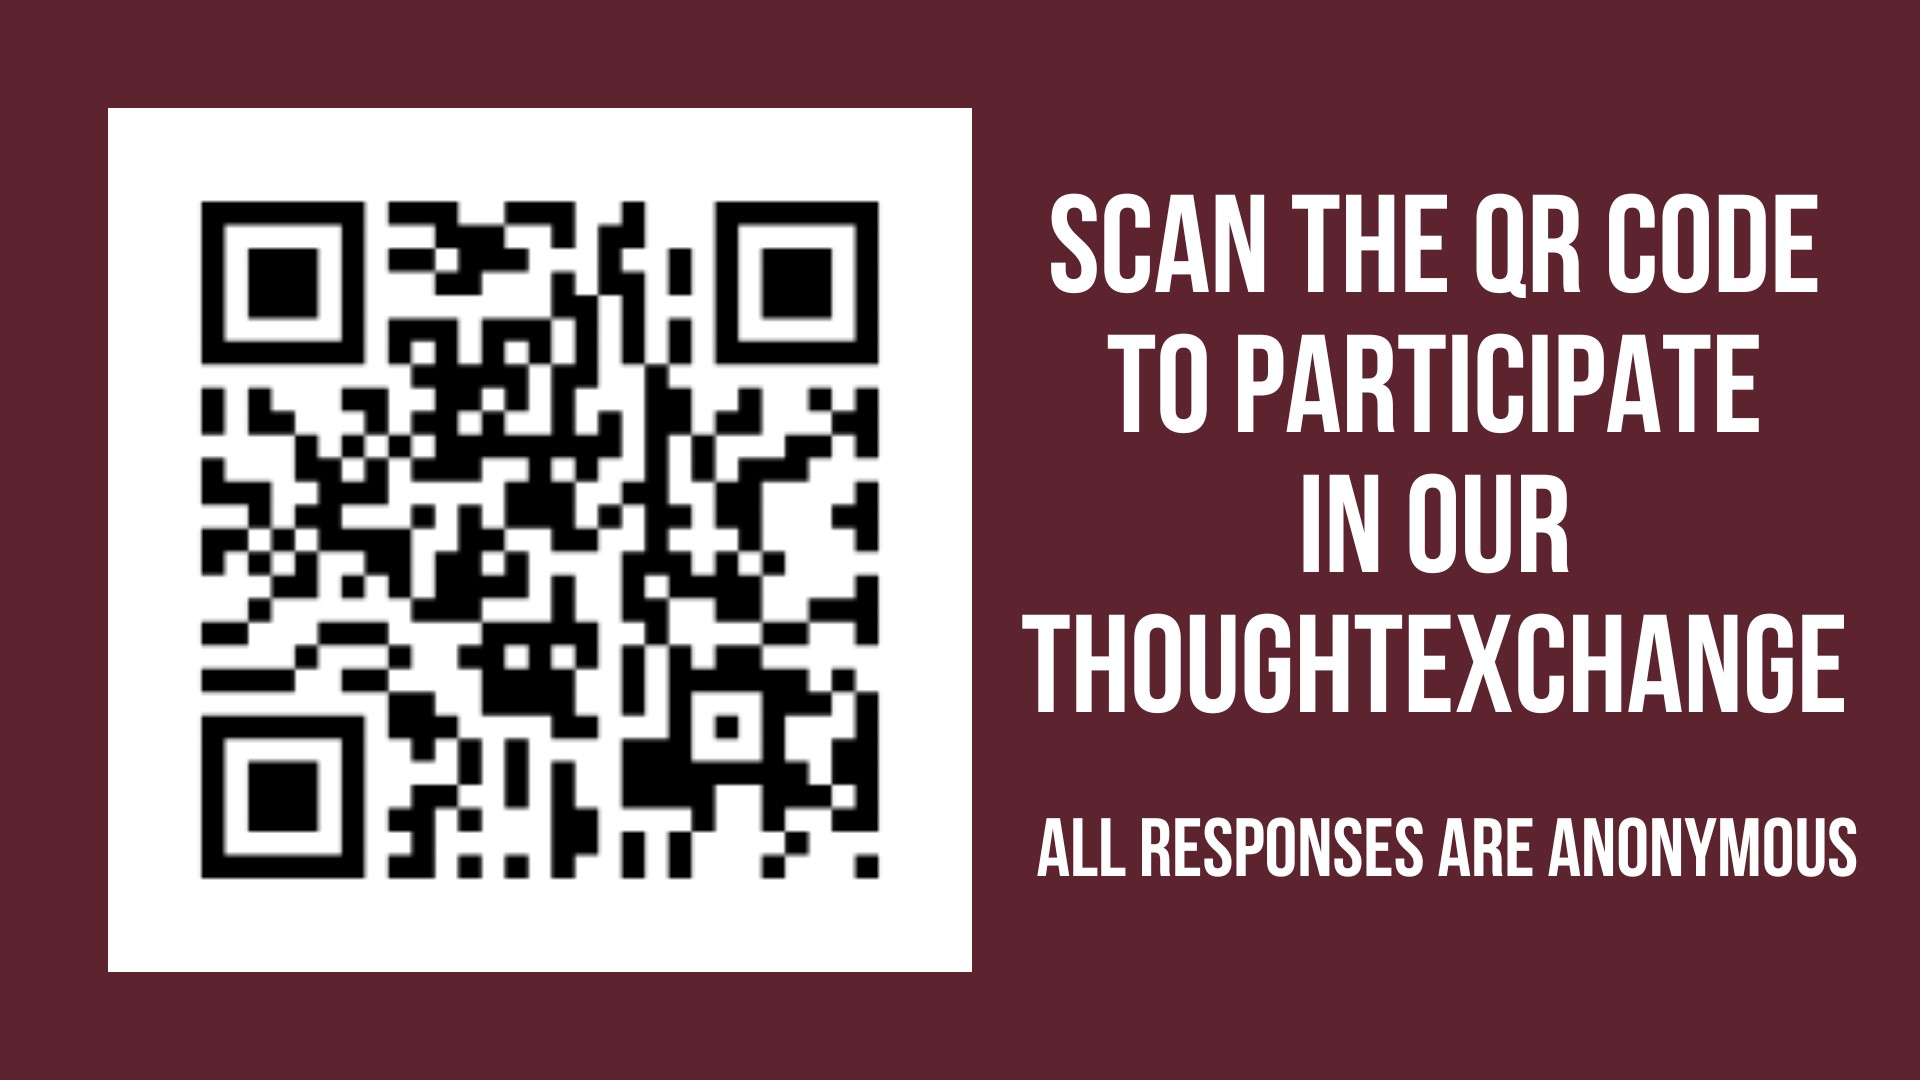 SCAN THE QR CODE
TO PARTICIPATE
IN OUR
THOUGHTEXCHANGE
ALL RESPONSES ARE ANONYMOUS